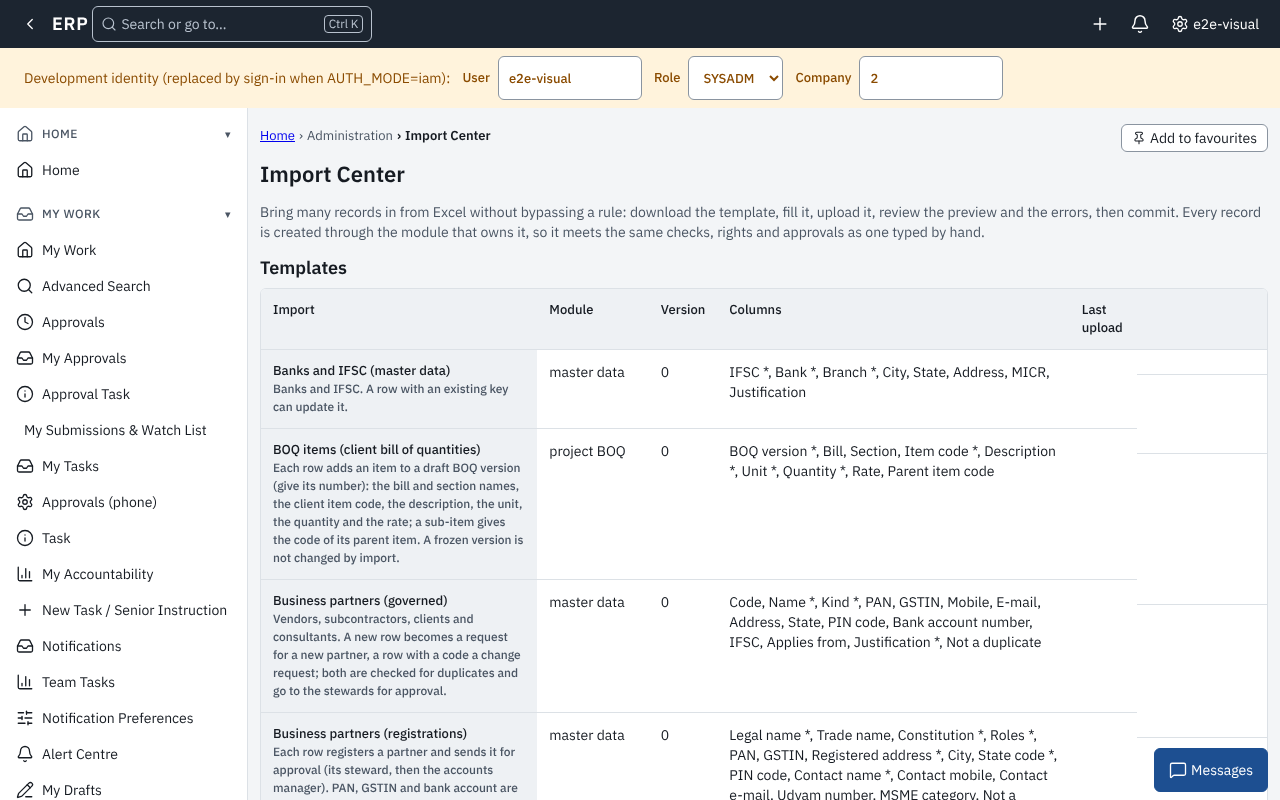 ERP
Search or go to...
Ctrl K
e2e-visual
Development identity (replaced by sign-in when AUTH_MODE=iam):
User
e2e-visual
Role
SYSADM
Company
2
HOME
Home
MY WORK
My Work
Advanced Search
Approvals
My Approvals
Approval Task
My Submissions & Watch List
My Tasks
Approvals (phone)
Task
My Accountability
New Task / Senior Instruction
Notifications
Team Tasks
Notification Preferences
Alert Centre
My Drafts
Home › Administration › Import Center
Add to favourites
Import Center
Bring many records in from Excel without bypassing a rule: download the template, fill it, upload it, review the preview and the errors, then commit. Every record
is created through the module that owns it, so it meets the same checks, rights and approvals as one typed by hand.
Templates
Import
Module
Version
Columns
Last
upload
Banks and IFSC (master data)
Banks and IFSC. A row with an existing key
can update it.
master data
0
IFSC *, Bank *, Branch *, City, State, Address, MICR,
Justification
BOQ items (client bill of quantities)
Each row adds an item to a draft BOQ version
(give its number): the bill and section names,
the client item code, the description, the unit,
the quantity and the rate; a sub-item gives
the code of its parent item. A frozen version is
not changed by import.
project BOQ
0
BOQ version *, Bill, Section, Item code *, Description
*, Unit *, Quantity *, Rate, Parent item code
Business partners (governed)
Vendors, subcontractors, clients and
consultants. A new row becomes a request
for a new partner, a row with a code a change
request; both are checked for duplicates and
go to the stewards for approval.
master data
0
Code, Name *, Kind *, PAN, GSTIN, Mobile, E-mail,
Address, State, PIN code, Bank account number,
IFSC, Applies from, Justification *, Not a duplicate
Business partners (registrations)
Each row registers a partner and sends it for
approval (its steward, then the accounts
manager). PAN, GSTIN and bank account are
master data
0
Legal name *, Trade name, Constitution *, Roles *,
PAN, GSTIN, Registered address *, City, State code *,
PIN code, Contact name *, Contact mobile, Contact
e-mail, Udyam number, MSME category, Not a
Messages